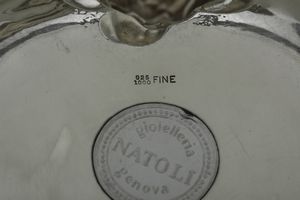 925
1000 FINE
gioielleria
NATOLI
genova